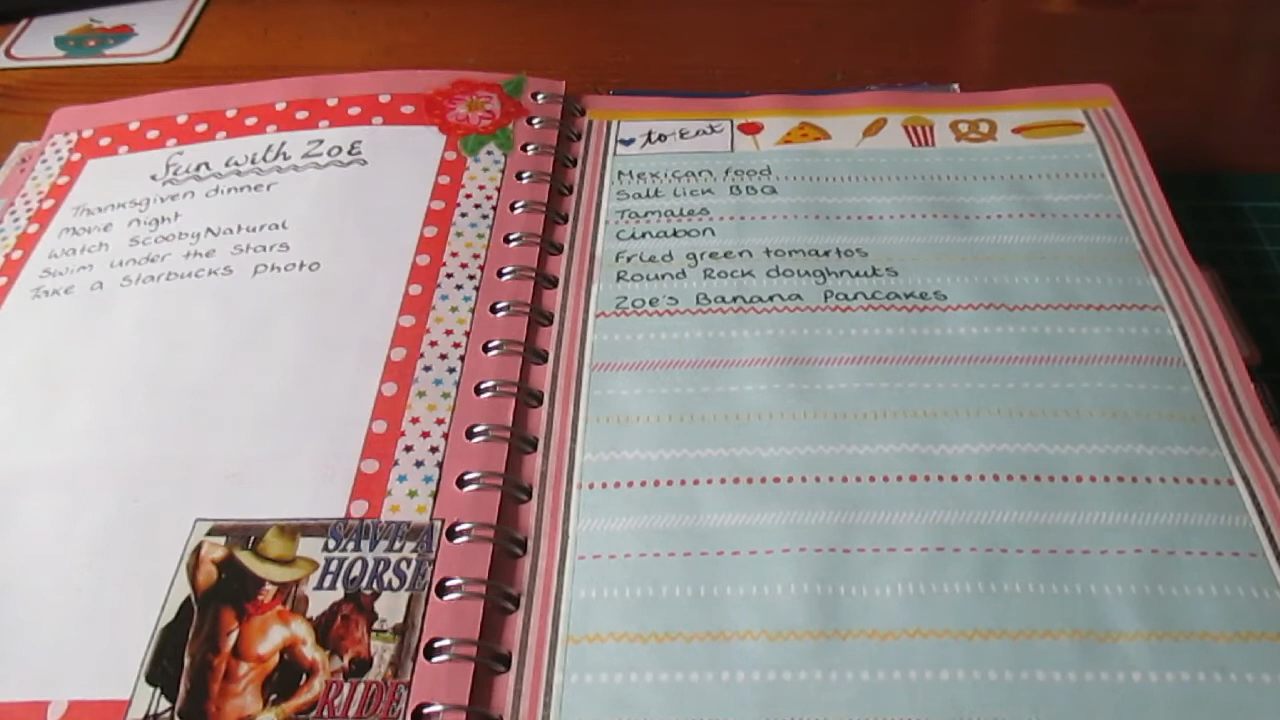 Fun with ZoE
Thanksgiven dinner
Movie night
Watch ScoobyNatural
Swim under the Stars
Take a Starbucks Photo
SAVE A
HORSE
RIDE
to Eat
Mexican food
Salt lick BBQ
Tamales
Cinabon
Fried green tomartos
Round Rock doughnuts
Zoe's Banana Pancakes